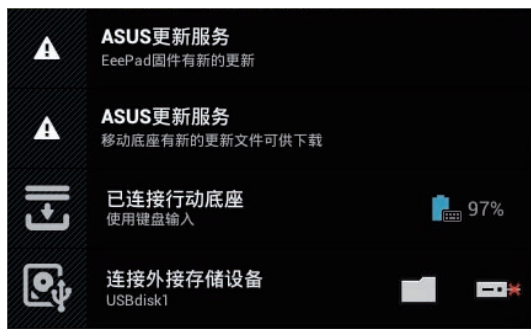 ASUS更新服务
EeePad固件有新的更新
ASUS更新服务
移动底座有新的更新文件可供下载
已连接行动底座
使用键盘输入
97%
连接外接存储设备
USBdisk1